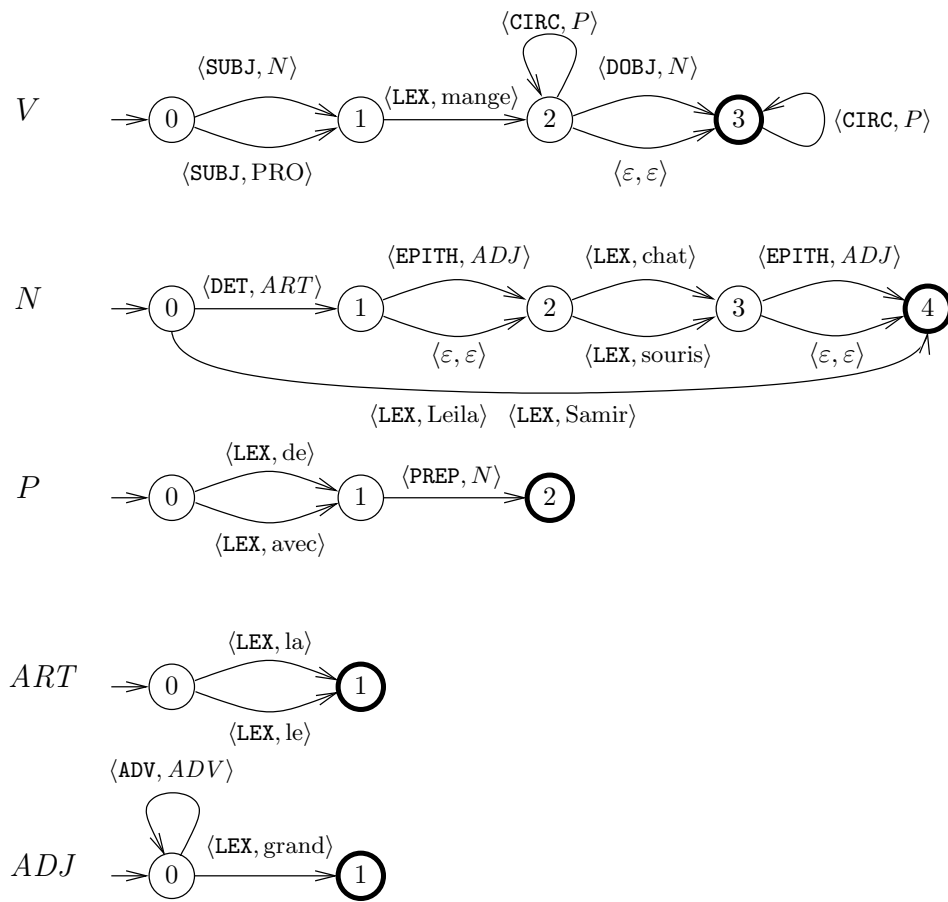 ⟨CIRC, P⟩
⟨SUBJ, N⟩ ⟨DOBJ, N⟩
V 0 1 ⟨LEX, mange⟩ 2 3 ⟨CIRC, P⟩
⟨SUBJ, PRO⟩ ⟨ε, ε⟩
⟨EPITH, ADJ⟩ ⟨LEX, chat⟩ ⟨EPITH, ADJ⟩
N 0 ⟨DET, ART⟩ 1 2 3 4
⟨ε, ε⟩ ⟨LEX, souris⟩ ⟨ε, ε⟩
⟨LEX, Leila⟩ ⟨LEX, Samir⟩
⟨LEX, de⟩
P 0 1 ⟨PREP, N⟩ 2
⟨LEX, avec⟩
⟨LEX, la⟩
ART 0 1
⟨LEX, le⟩
⟨ADV, ADV⟩
ADJ 0 ⟨LEX, grand⟩ 1